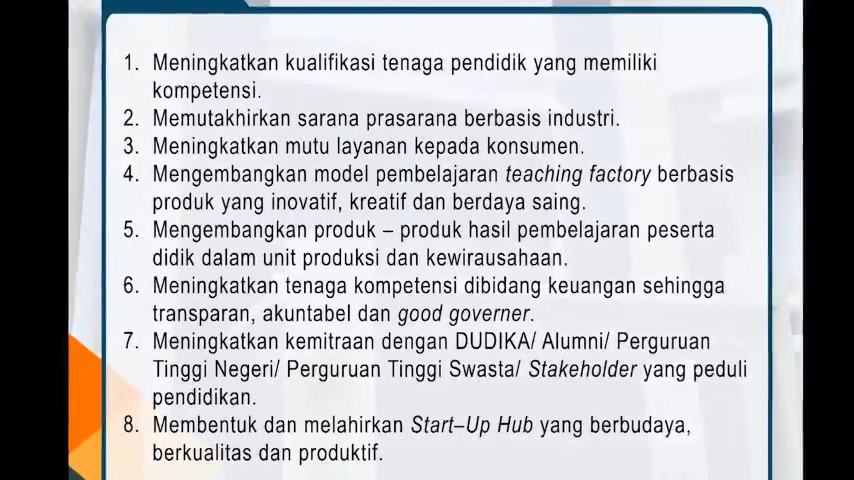 1. Meningkatkan kualifikasi tenaga pendidik yang memiliki
kompetensi.
2. Memutakhirkan sarana prasarana berbasis industri.
3. Meningkatkan mutu layanan kepada konsumen.
4. Mengembangkan model pembelajaran teaching factory berbasis
produk yang inovatif, kreatif dan berdaya saing.
5. Mengembangkan produk – produk hasil pembelajaran peserta
didik dalam unit produksi dan kewirausahaan.
6. Meningkatkan tenaga kompetensi dibidang keuangan sehingga
transparan, akuntabel dan good governer.
7. Meningkatkan kemitraan dengan DUDIKA/ Alumni/ Perguruan
Tinggi Negeri/ Perguruan Tinggi Swasta/ Stakeholder yang peduli
pendidikan.
8. Membentuk dan melahirkan Start–Up Hub yang berbudaya,
berkualitas dan produktif.